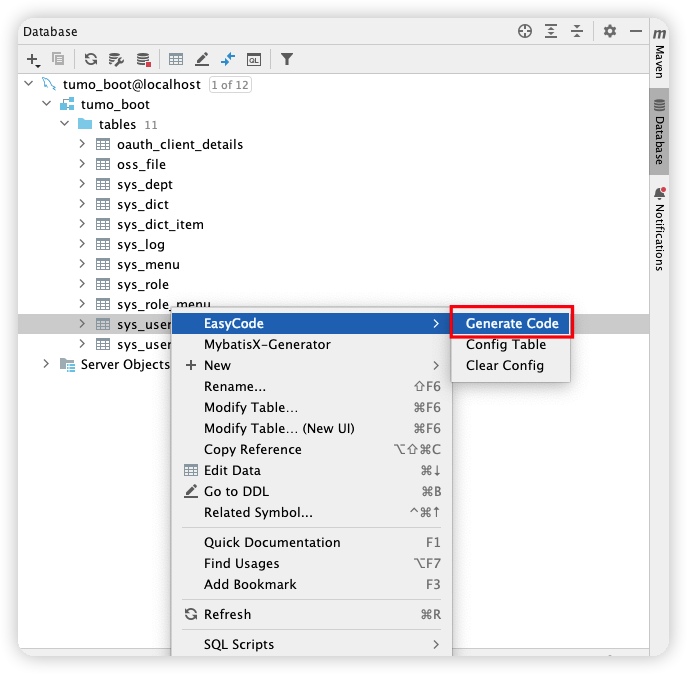 Database
tumo_boot@localhost 1 of 12
tumo_boot
tables 11
oauth_client_details
oss_file
sys_dept
sys_dict
sys_dict_item
sys_log
sys_menu
sys_role
sys_role_menu
sys_user
sys_user
Server Objects
EasyCode
MybatisX-Generator
New
Rename... ⇧F6
Modify Table... ⌘F6
Modify Table... (New UI) ⌘F6
Copy Reference ⌥⇧⌘C
Edit Data ⌘↓
Go to DDL ⌘B
Related Symbol... ^⌘↑
Quick Documentation F1
Find Usages ⌥F7
Add Bookmark F3
Refresh ⌘R
SQL Scripts
Generate Code
Config Table
Clear Config
QL
m
Maven
Database
Notifications